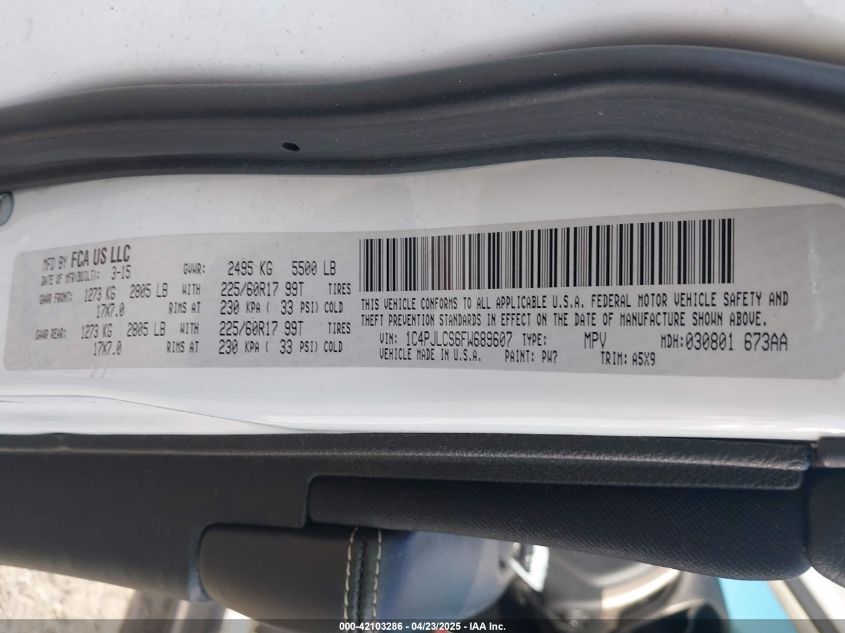 MFD BY FCA US LLC
DATE OF MFR(BUILT): 3-15 GVWR: 2495 KG 5500 LB
GAWR FRONT: 1273 KG 2805 LB WITH 225/60R17 99T TIRES
17X7.0 RIMS AT 230 KPA ( 33 PSI) COLD
GAWR REAR: 1273 KG 2805 LB WITH 225/60R17 99T TIRES
17X7.0 RIMS AT 230 KPA ( 33 PSI) COLD
THIS VEHICLE CONFORMS TO ALL APPLICABLE U.S.A. FEDERAL MOTOR VEHICLE SAFETY AND
THEFT PREVENTION STANDARDS IN EFFECT ON THE DATE OF MANUFACTURE SHOWN ABOVE.
VIN: 1C4PJLCS6FW689607 TYPE: MPV MDH: 030801 673AA
VEHICLE MADE IN U.S.A. PAINT: PW7 TRIM: A5X9
000-42103286 - 04/23/2025 - IAA Inc.